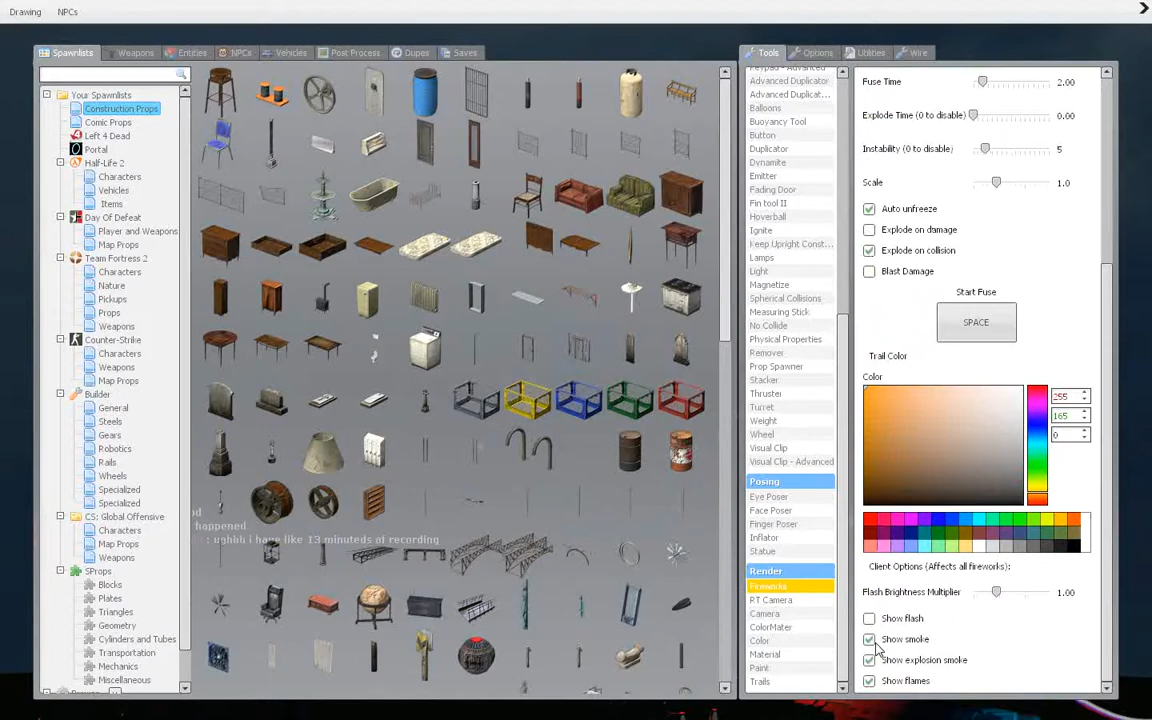 Drawing NPCs
Spawnlists Weapons Entities NPCs Vehicles Post Process Dupes Saves
Your Spawnlists
Construction Props
Comic Props
Left 4 Dead
Portal
Half-Life 2
Characters
Vehicles
Items
Day Of Defeat
Player and Weapons
Map Props
Team Fortress 2
Characters
Nature
Pickups
Props
Weapons
Counter-Strike
Characters
Weapons
Map Props
Builder
General
Steels
Gears
Robotics
Rails
Wheels
Specialized
Specialized
CS: Global Offensive
Characters
Map Props
Weapons
SProps
Blocks
Plates
Triangles
Geometry
Cylinders and Tubes
Transportation
Mechanics
Miscellaneous
happened
: ughhh i have like 13 minuteds of recording
Tools Options Utilities Wire
Keypad - Advanced
Advanced Duplicator
Advanced Duplicat...
Balloons
Buoyancy Tool
Button
Duplicator
Dynamite
Emitter
Fading Door
Fin tool II
Hoverball
Ignite
Keep Upright Const...
Lamps
Light
Magnetize
Spherical Collisions
Measuring Stick
No Collide
Physical Properties
Remover
Prop Spawner
Stacker
Thruster
Turret
Weight
Wheel
Visual Clip
Visual Clip - Advanced
Posing
Eye Poser
Face Poser
Finger Poser
Inflator
Statue
Render
Fireworks
RT Camera
Camera
ColorMater
Color
Material
Paint
Trails
Fuse Time 2.00
Explode Time (0 to disable) 0.00
Instability (0 to disable) 5
Scale 1.0
Auto unfreeze
Explode on damage
Explode on collision
Blast Damage
Start Fuse
SPACE
Trail Color
Color
255
165
0
Client Options (Affects all fireworks):
Flash Brightness Multiplier 1.00
Show flash
Show smoke
Show explosion smoke
Show flames